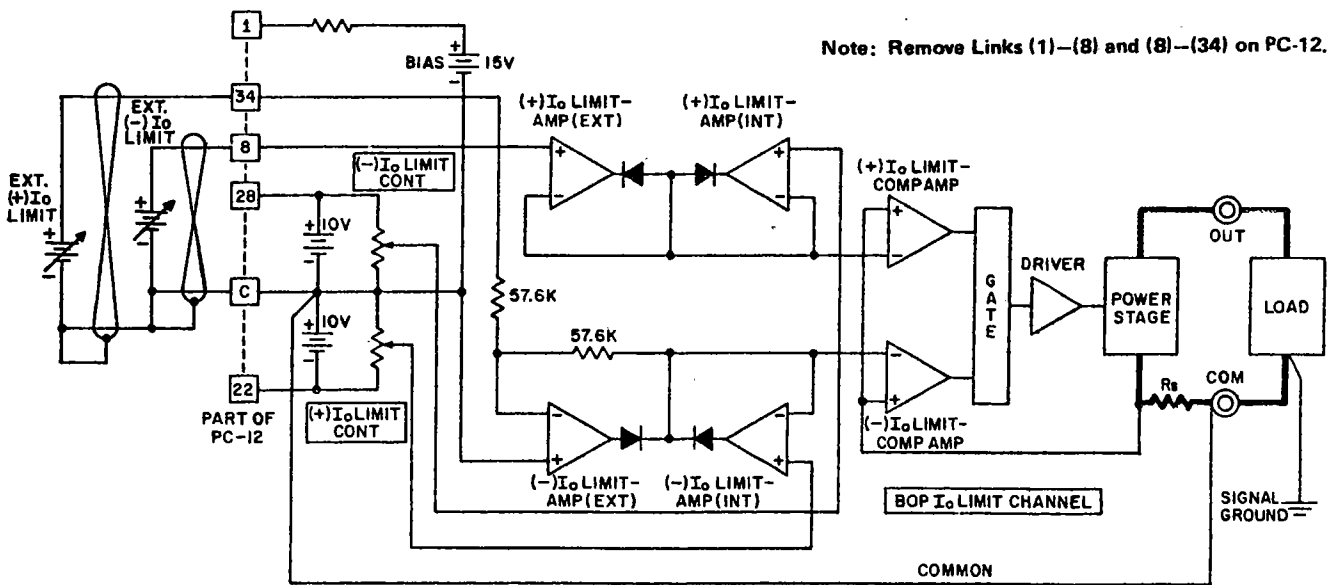 Note: Remove Links (1)–(8) and (8)–(34) on PC-12.
1
BIAS
+
-
15V
34
EXT.
(-)Io
LIMIT
8
EXT.
(+)Io
LIMIT
+
-
+
-
28
+
10V
-
C
+
10V
-
22
PART OF
PC-12
(-)Io LIMIT
CONT
(+)Io LIMIT
CONT
57.6K
57.6K
(+)Io LIMIT-
AMP(EXT)
+
-
(+)Io LIMIT-
AMP(INT)
+
-
(-)Io LIMIT-
AMP(EXT)
-
+
(-)Io LIMIT-
AMP(INT)
-
+
(+)Io LIMIT-
COMP AMP
+
-
(-)Io LIMIT-
COMP AMP
-
+
GATE
DRIVER
POWER
STAGE
OUT
LOAD
Rs
COM
BOP Io LIMIT CHANNEL
SIGNAL
GROUND
COMMON